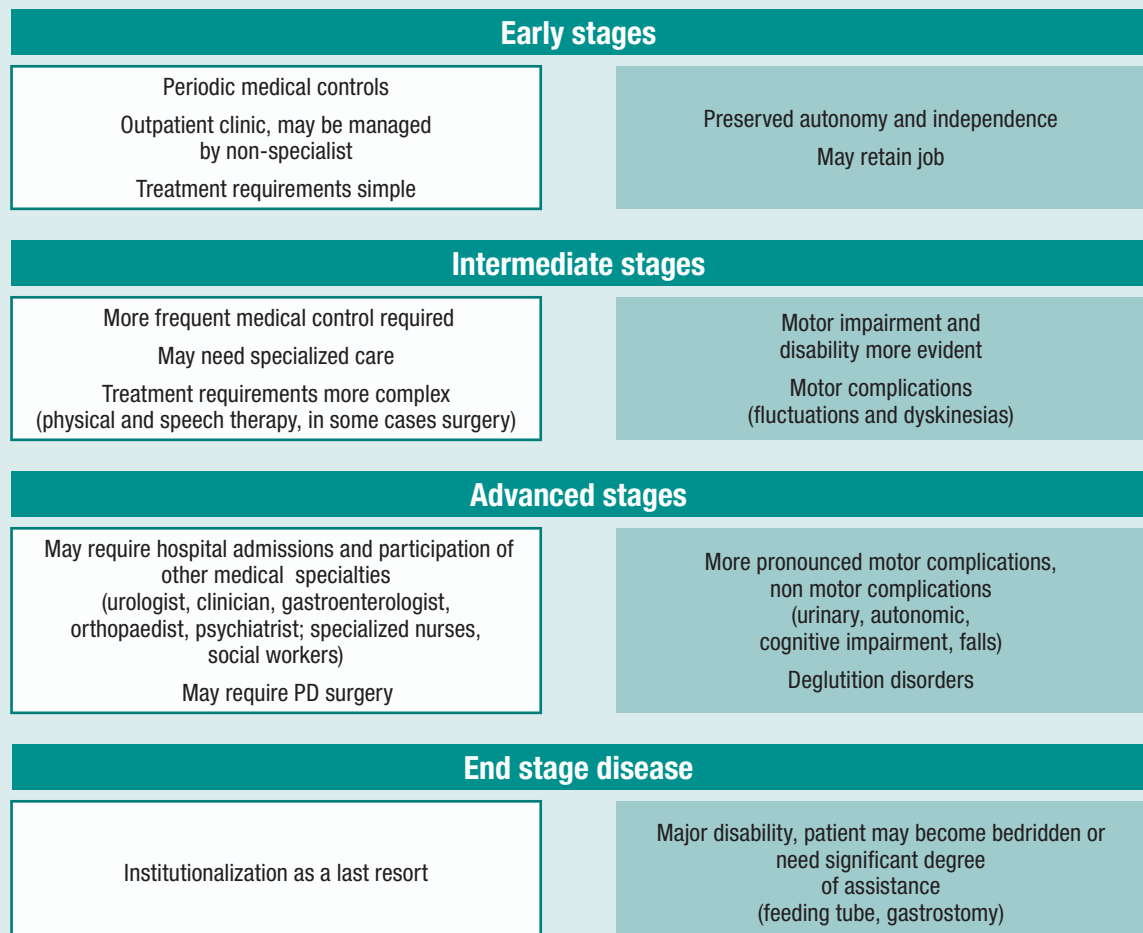 Early stages
Periodic medical controls
Outpatient clinic, may be managed
by non-specialist
Treatment requirements simple
Preserved autonomy and independence
May retain job
Intermediate stages
More frequent medical control required
May need specialized care
Treatment requirements more complex
(physical and speech therapy, in some cases surgery)
Motor impairment and
disability more evident
Motor complications
(fluctuations and dyskinesias)
Advanced stages
May require hospital admissions and participation of
other medical specialties
(urologist, clinician, gastroenterologist,
orthopaedist, psychiatrist; specialized nurses,
social workers)
May require PD surgery
More pronounced motor complications,
non motor complications
(urinary, autonomic,
cognitive impairment, falls)
Deglutition disorders
End stage disease
Institutionalization as a last resort
Major disability, patient may become bedridden or
need significant degree
of assistance
(feeding tube, gastrostomy)